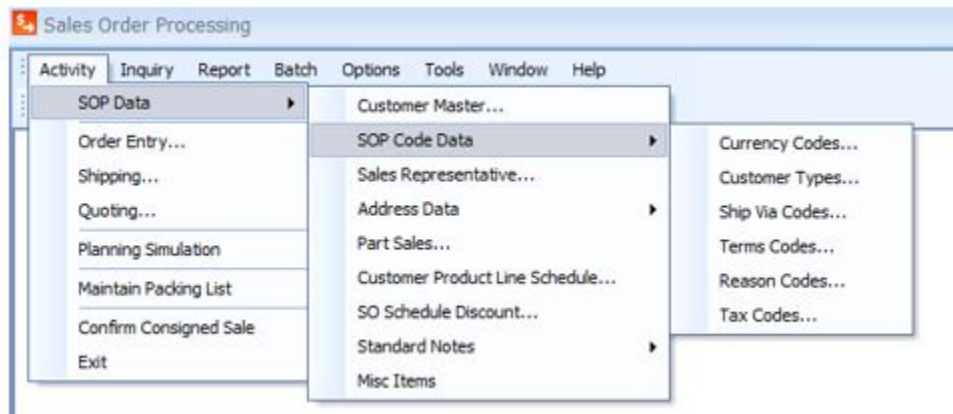 Sales Order Processing
Activity Inquiry Report Batch Options Tools Window Help
SOP Data
Order Entry...
Shipping...
Quoting...
Planning Simulation
Maintain Packing List
Confirm Consigned Sale
Exit
Customer Master...
SOP Code Data
Sales Representative...
Address Data
Part Sales...
Customer Product Line Schedule...
SO Schedule Discount...
Standard Notes
Misc Items
Currency Codes...
Customer Types...
Ship Via Codes...
Terms Codes...
Reason Codes...
Tax Codes...